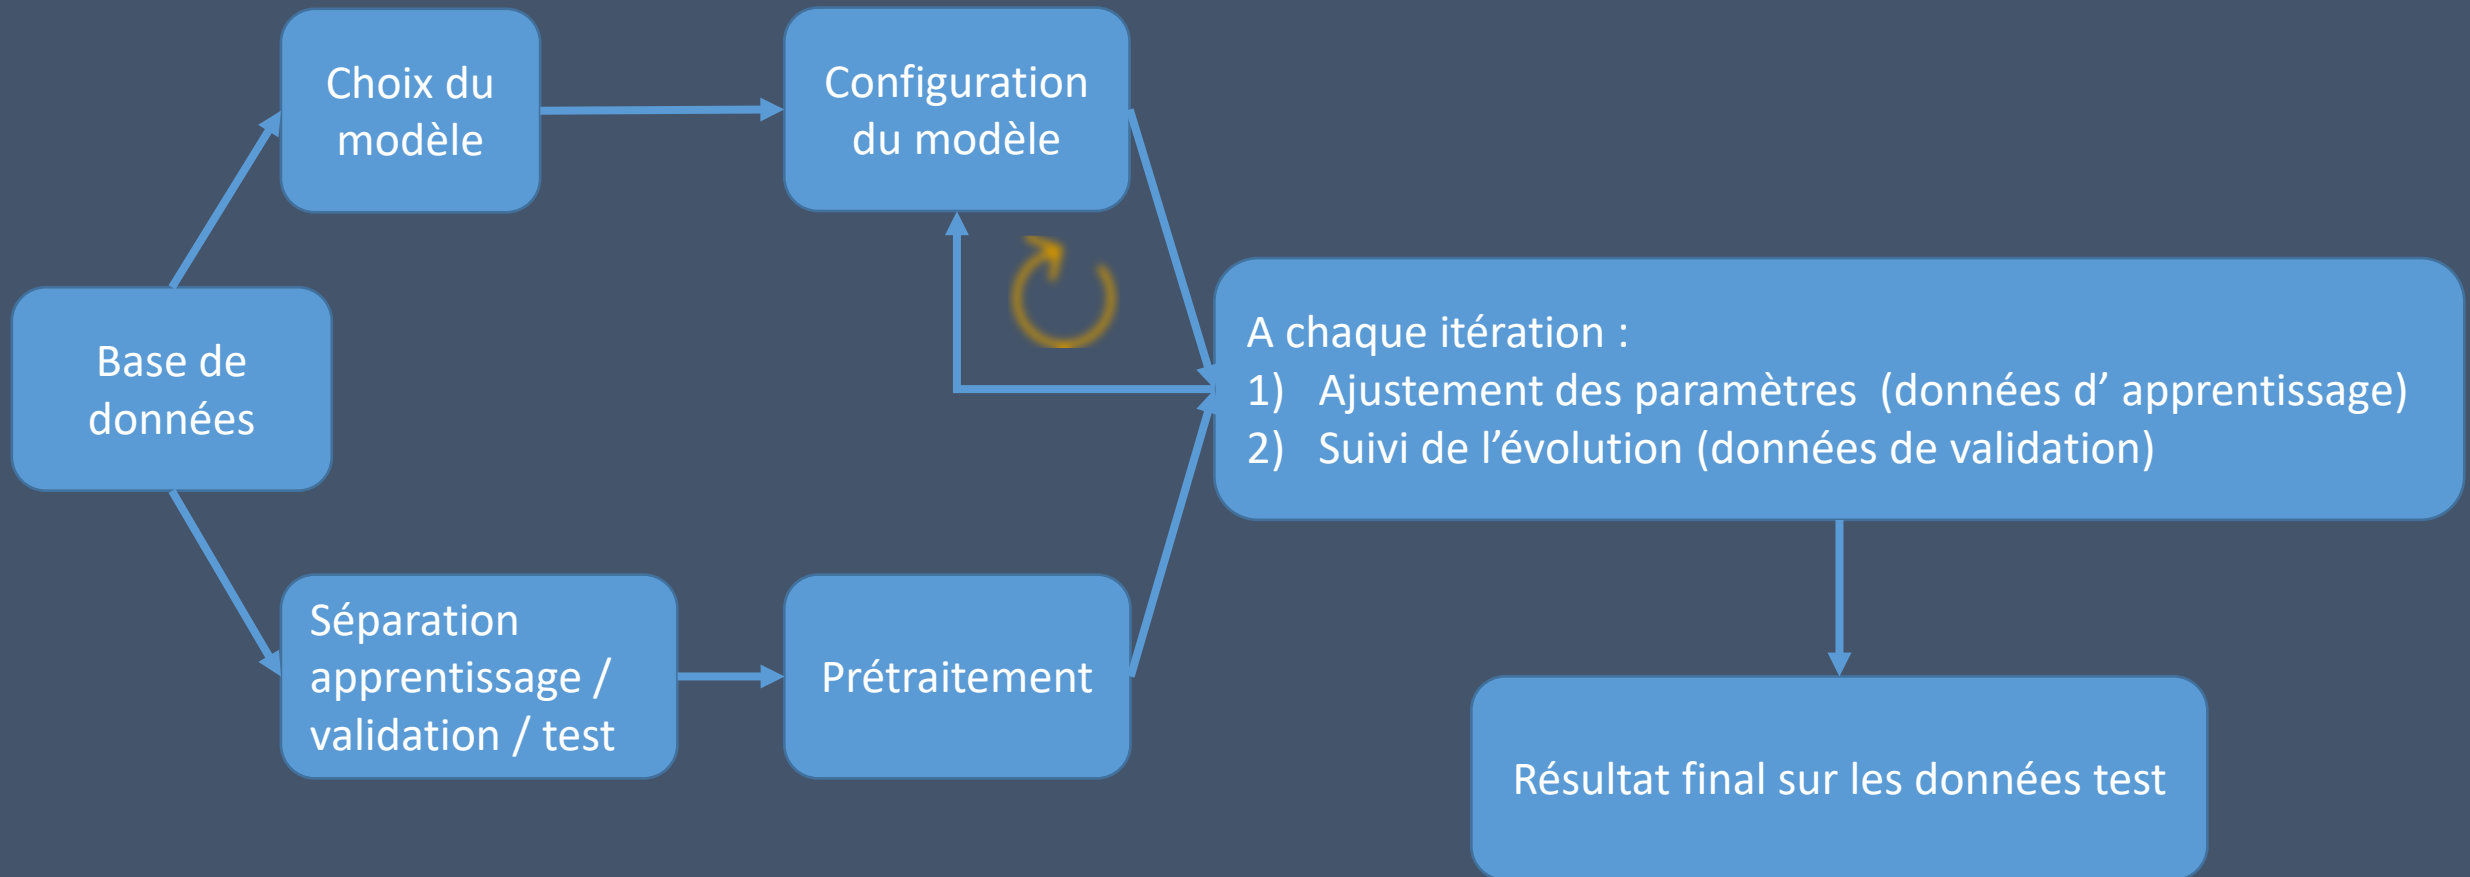 Choix du
modèle
Configuration
du modèle
Base de
données
A chaque itération :
1) Ajustement des paramètres (données d’ apprentissage)
2) Suivi de l’évolution (données de validation)
Séparation
apprentissage /
validation / test
Prétraitement
Résultat final sur les données test